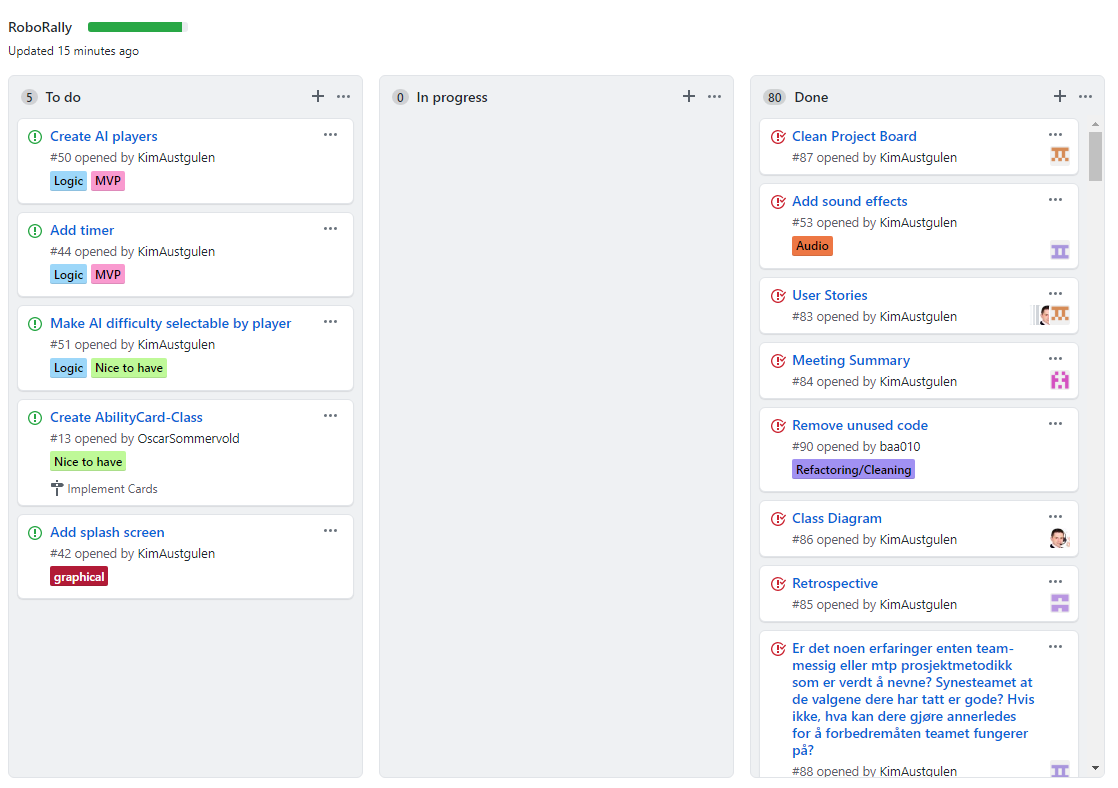 RoboRally
Updated 15 minutes ago
5 To do
Create AI players
#50 opened by KimAustgulen
Logic MVP
Add timer
#44 opened by KimAustgulen
Logic MVP
Make AI difficulty selectable by player
#51 opened by KimAustgulen
Logic Nice to have
Create AbilityCard-Class
#13 opened by OscarSommervold
Nice to have
Implement Cards
Add splash screen
#42 opened by KimAustgulen
graphical
0 In progress
80 Done
Clean Project Board
#87 opened by KimAustgulen
Add sound effects
#53 opened by KimAustgulen
Audio
User Stories
#83 opened by KimAustgulen
Meeting Summary
#84 opened by KimAustgulen
Remove unused code
#90 opened by baa010
Refactoring/Cleaning
Class Diagram
#86 opened by KimAustgulen
Retrospective
#85 opened by KimAustgulen
Er det noen erfaringer enten team-
messig eller mtp prosjektmetodikk
som er verdt å nevne? Synesteamet at
de valgene dere har tatt er gode? Hvis
ikke, hva kan dere gjøre annerledes
for å forbedremåten teamet fungerer
på?
#88 opened by KimAustgulen